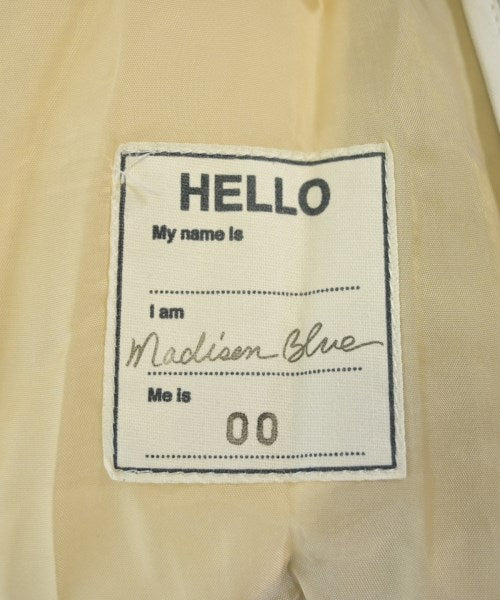 HELLO
My name is
I am
Madisen Blue
Me is
00